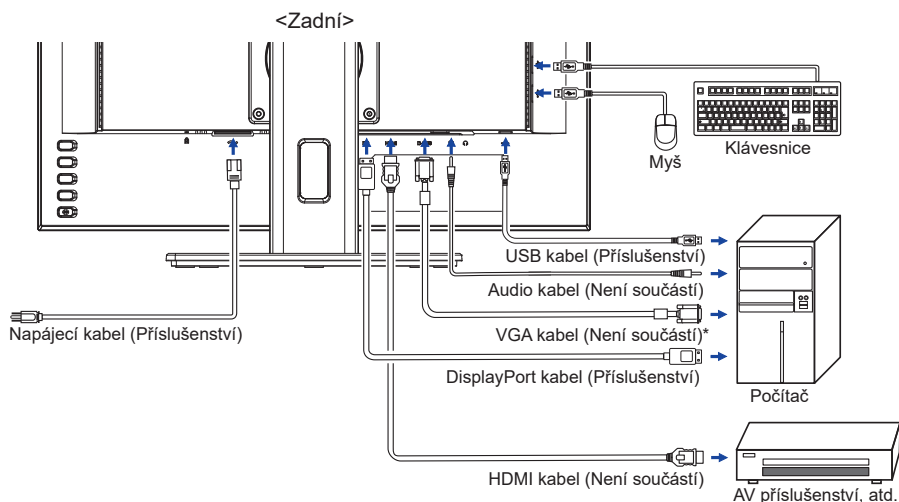 <Zadní>
Myš
Klávesnice
USB kabel (Příslušenství)
Audio kabel (Není součástí)
Napájecí kabel (Příslušenství)
VGA kabel (Není součástí)*
DisplayPort kabel (Příslušenství)
Počítač
HDMI kabel (Není součástí)
AV příslušenství, atd.